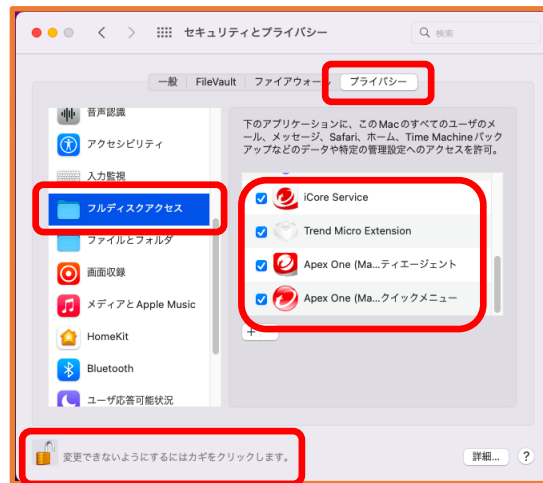 セキュリティとプライバシー
検索
一般 FileVault ファイアウォール プライバシー
音声認識
アクセシビリティ
入力監視
フルディスクアクセス
ファイルとフォルダ
画面収録
メディアと Apple Music
HomeKit
Bluetooth
ユーザ応答可能状況
下のアプリケーションに、このMacのすべてのユーザのメ
ール、メッセージ、Safari、ホーム、Time Machineバック
アップなどのデータや特定の管理設定へのアクセスを許可。
iCore Service
Trend Micro Extension
Apex One (Ma...ティエージェント
Apex One (Ma...クイックメニュー
+
変更できないようにするにはカギをクリックします。
詳細... ?